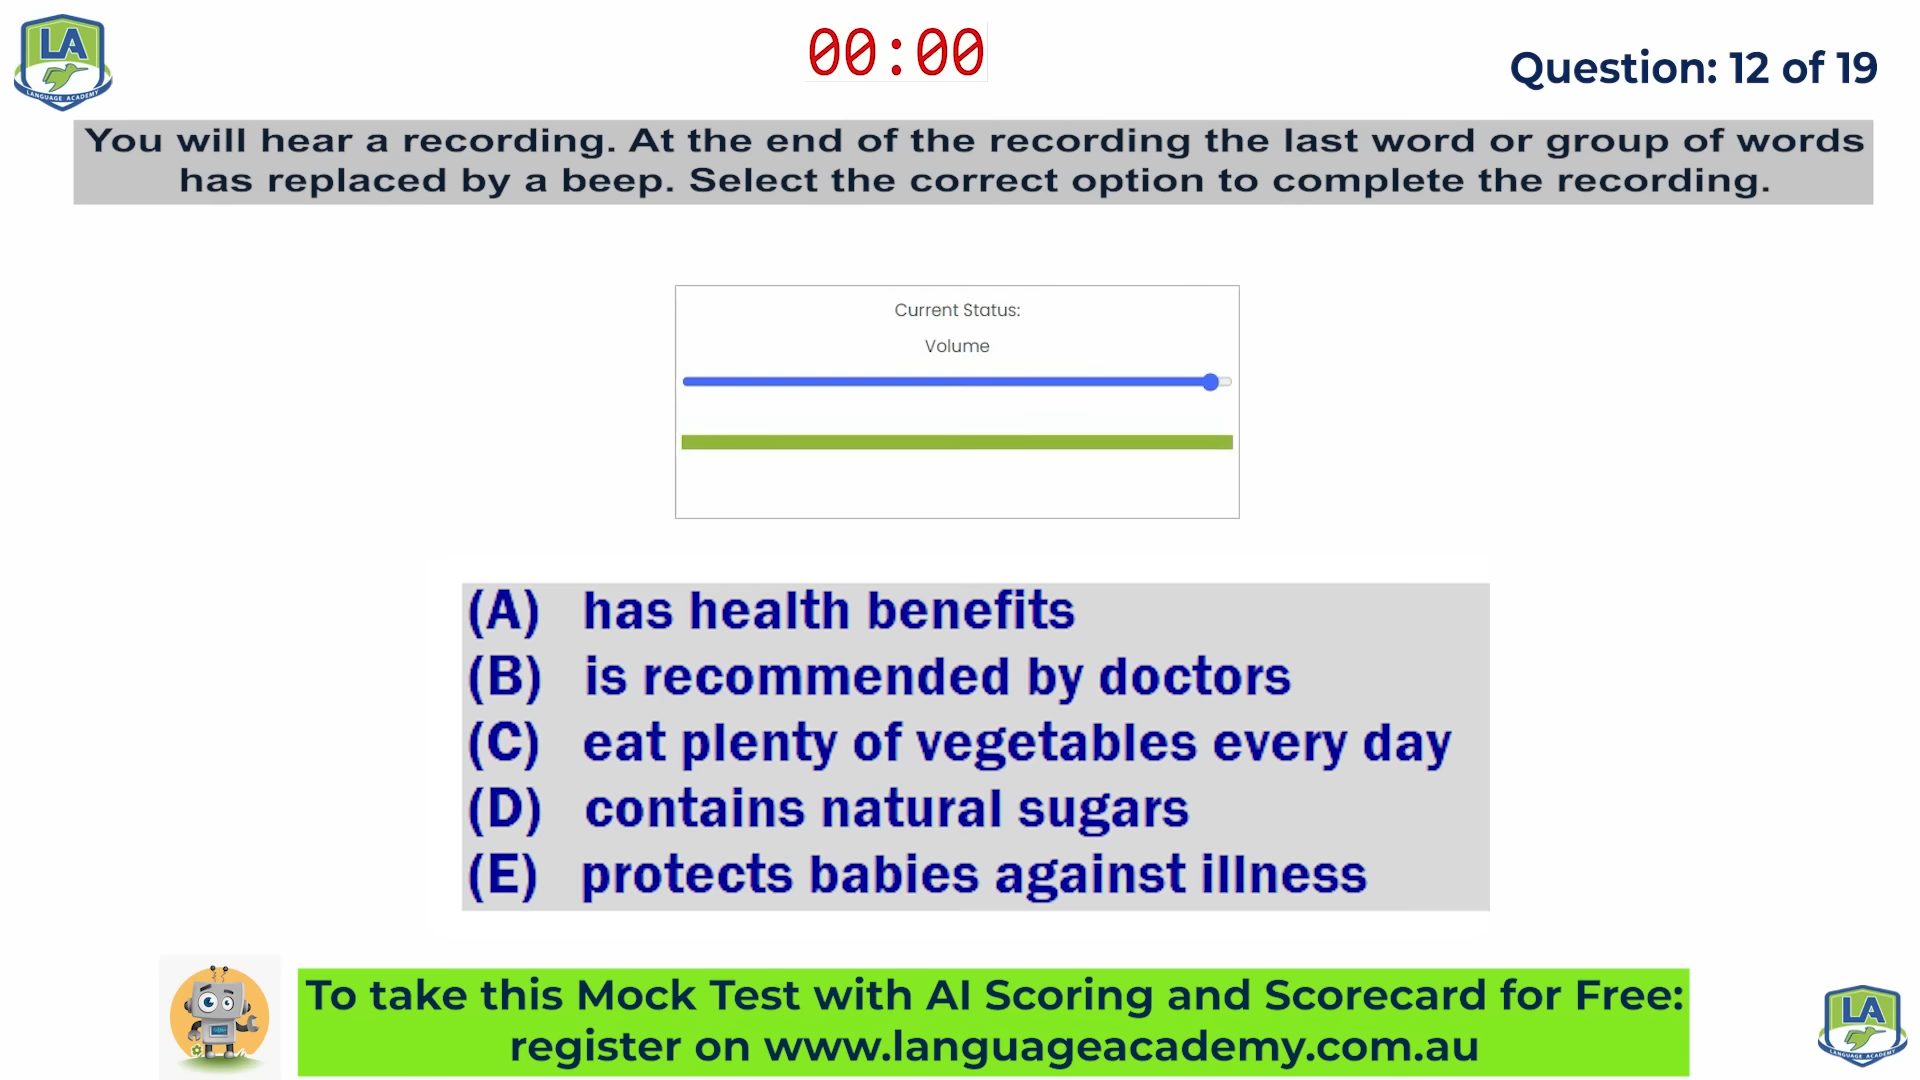 LA
LANGUAGE ACADEMY
00:00
Question: 12 of 19
You will hear a recording. At the end of the recording the last word or group of words
has replaced by a beep. Select the correct option to complete the recording.
Current Status:
Volume
(A) has health benefits
(B) is recommended by doctors
(C) eat plenty of vegetables every day
(D) contains natural sugars
(E) protects babies against illness
To take this Mock Test with AI Scoring and Scorecard for Free:
register on www.languageacademy.com.au
LA
LANGUAGE ACADEMY